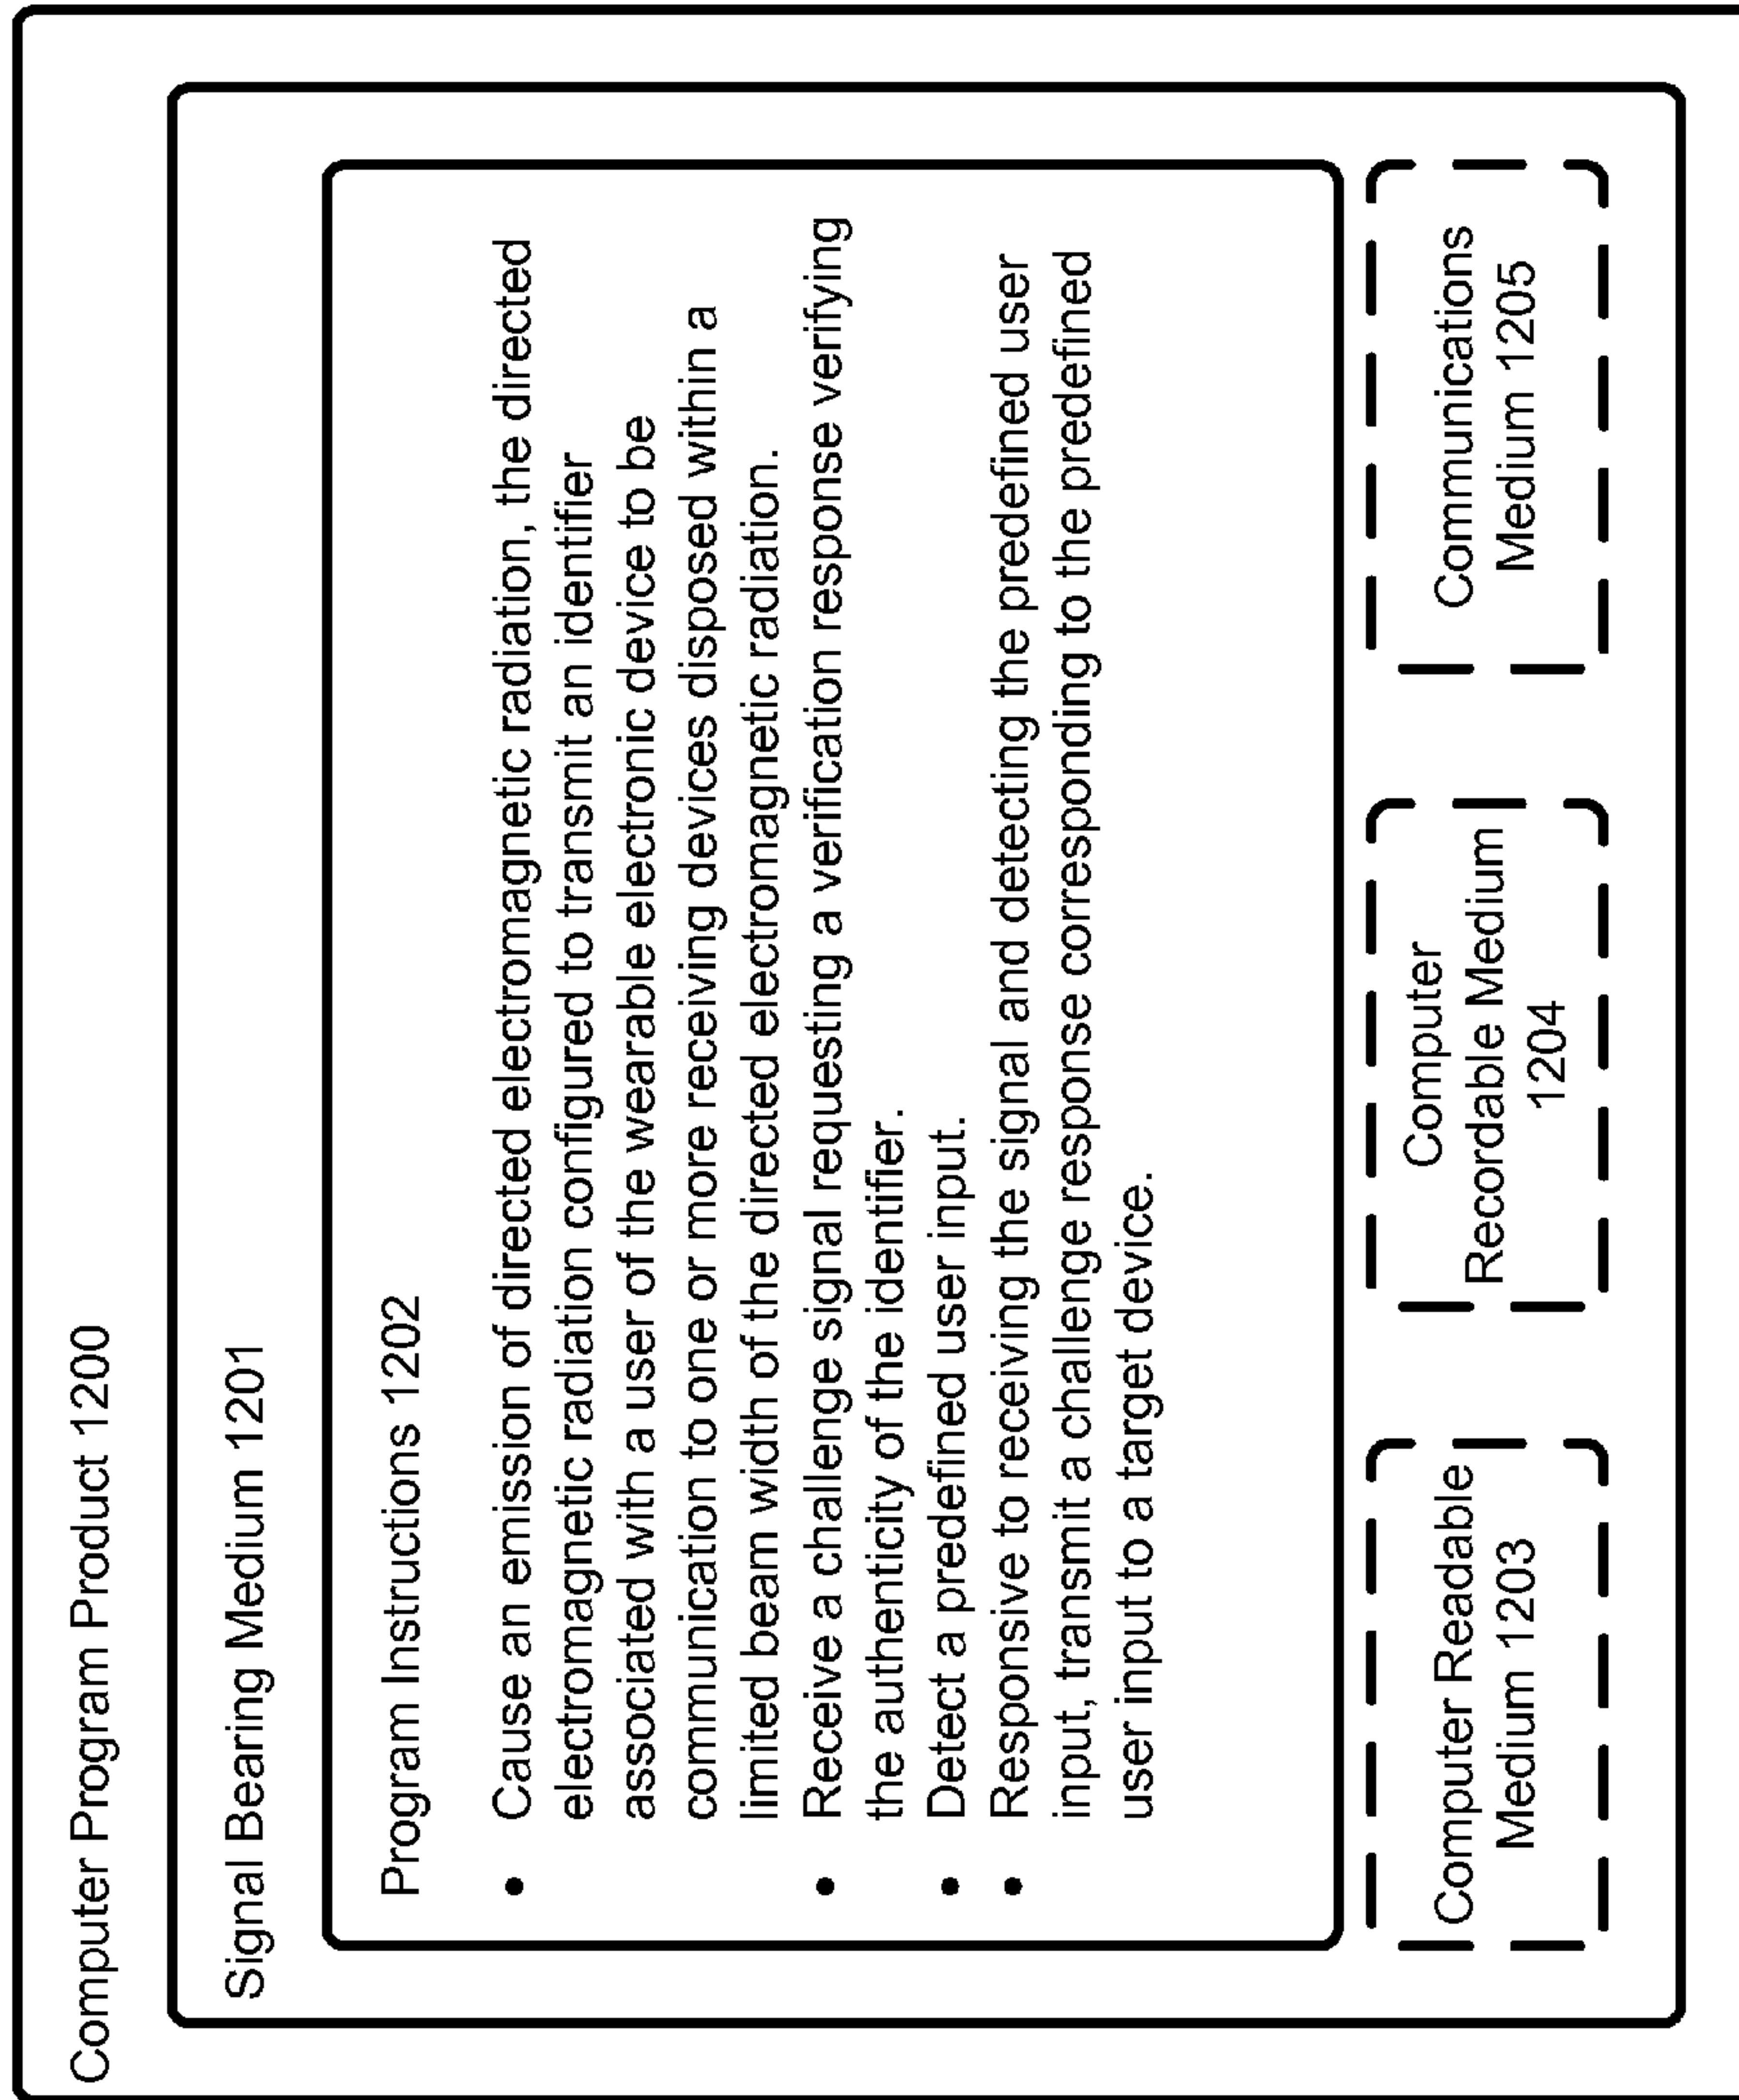 Computer Program Product 1200
Signal Bearing Medium 1201
Program Instructions 1202
• Cause an emission of directed electromagnetic radiation, the directed
electromagnetic radiation configured to transmit an identifier
associated with a user of the wearable electronic device to be
communication to one or more receiving devices disposed within a
limited beam width of the directed electromagnetic radiation.
• Receive a challenge signal requesting a verification response verifying
the authenticity of the identifier.
• Detect a predefined user input.
• Responsive to receiving the signal and detecting the predefined user
input, transmit a challenge response corresponding to the predefined
user input to a target device.
Computer Readable
Medium 1203
Computer
Recordable Medium
1204
Communications
Medium 1205